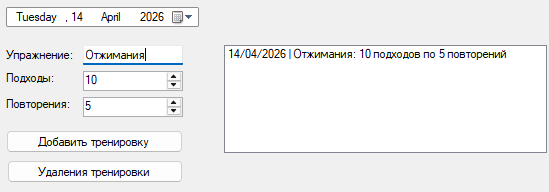 Tuesday , 14 April 2026
Упражнение: Отжимания
14/04/2026 | Отжимания: 10 подходов по 5 повторений
Подходы: 10
Повторения: 5
Добавить тренировку
Удаления тренировки